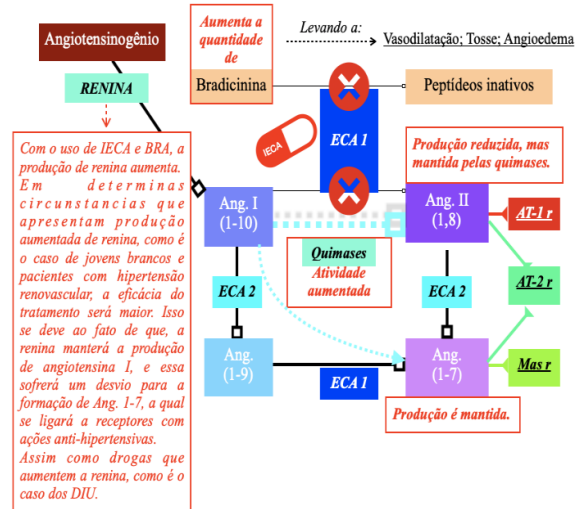 Angiotensinogênio
RENINA
Com o uso de IECA e BRA, a
produção de renina aumenta.
Em determinas
circunstancias que
apresentam produção
aumentada de renina, como é
o caso de jovens brancos e
pacientes com hipertensão
renovascular, a eficácia do
tratamento será maior. Isso
se deve ao fato de que, a
renina manterá a produção
de angiotensina I, e essa
sofrerá um desvio para a
formação de Ang. 1-7, a qual
se ligará a receptores com
ações anti-hipertensivas.
Assim como drogas que
aumentem a renina, como é o
caso dos DIU.
Aumenta a
quantidade
de
Bradicinina
Levando a:
Vasodilatação; Tosse; Angioedema
Peptídeos inativos
IECA
ECA 1
Produção reduzida, mas
mantida pelas quimases.
Ang. I
(1-10)
Ang. II
(1,8)
AT-1 r
Quimases
Atividade
aumentada
ECA 2
ECA 2
AT-2 r
Ang.
(1-9)
ECA 1
Ang.
(1-7)
Mas r
Produção é mantida.